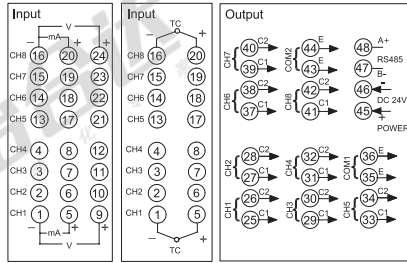 Input
V
mA
CH8 16 20 24
CH7 15 19 23
CH6 14 18 22
CH5 13 17 21
CH4 4 8 12
CH3 3 7 11
CH2 2 6 10
CH1 1 5 9
mA
V
Input
TC
CH8 16 20
CH7 15 19
CH6 14 18
CH5 13 17
CH4 4 8
CH3 3 7
CH2 2 6
CH1 1 5
TC
Output
CH7 40 C2 39 C1
COM2 44 E 43 E
48 A+
RS485
47 B-
CH6 38 C2 37 C1
CH8 42 C2 41 C1
46 -
DC 24V
45 +
POWER
CH2 28 C2 27 C1
CH4 32 C2 31 C1
COM1 36 E 35 E
CH1 26 C2 25 C1
CH3 30 C2 29 C1
CH5 34 C2 33 C1